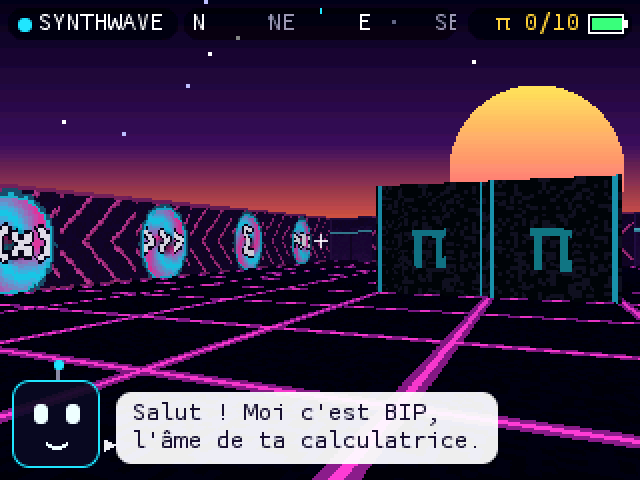 SYNTHWAVE N NE E SE π 0/10
(x) >>>
π π
Salut ! Moi c'est BIP,
l'âme de ta calculatrice.